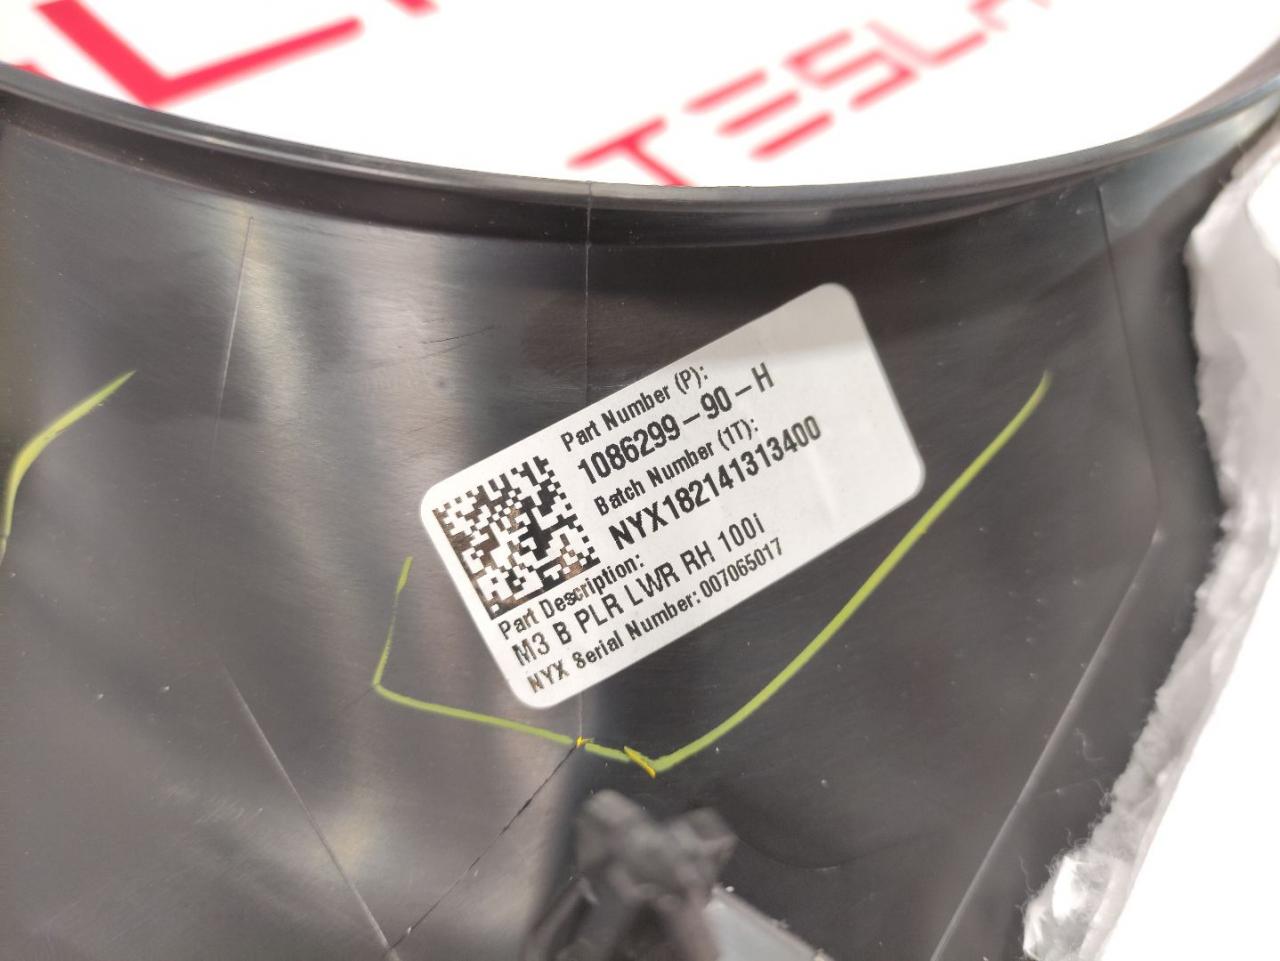 TESLA
Part Number (P):
1086299-90-H
Batch Number (1T):
NYX182141313400
Part Description:
M3 B PLR LWR RH 100i
NYX Serial Number: 007065017